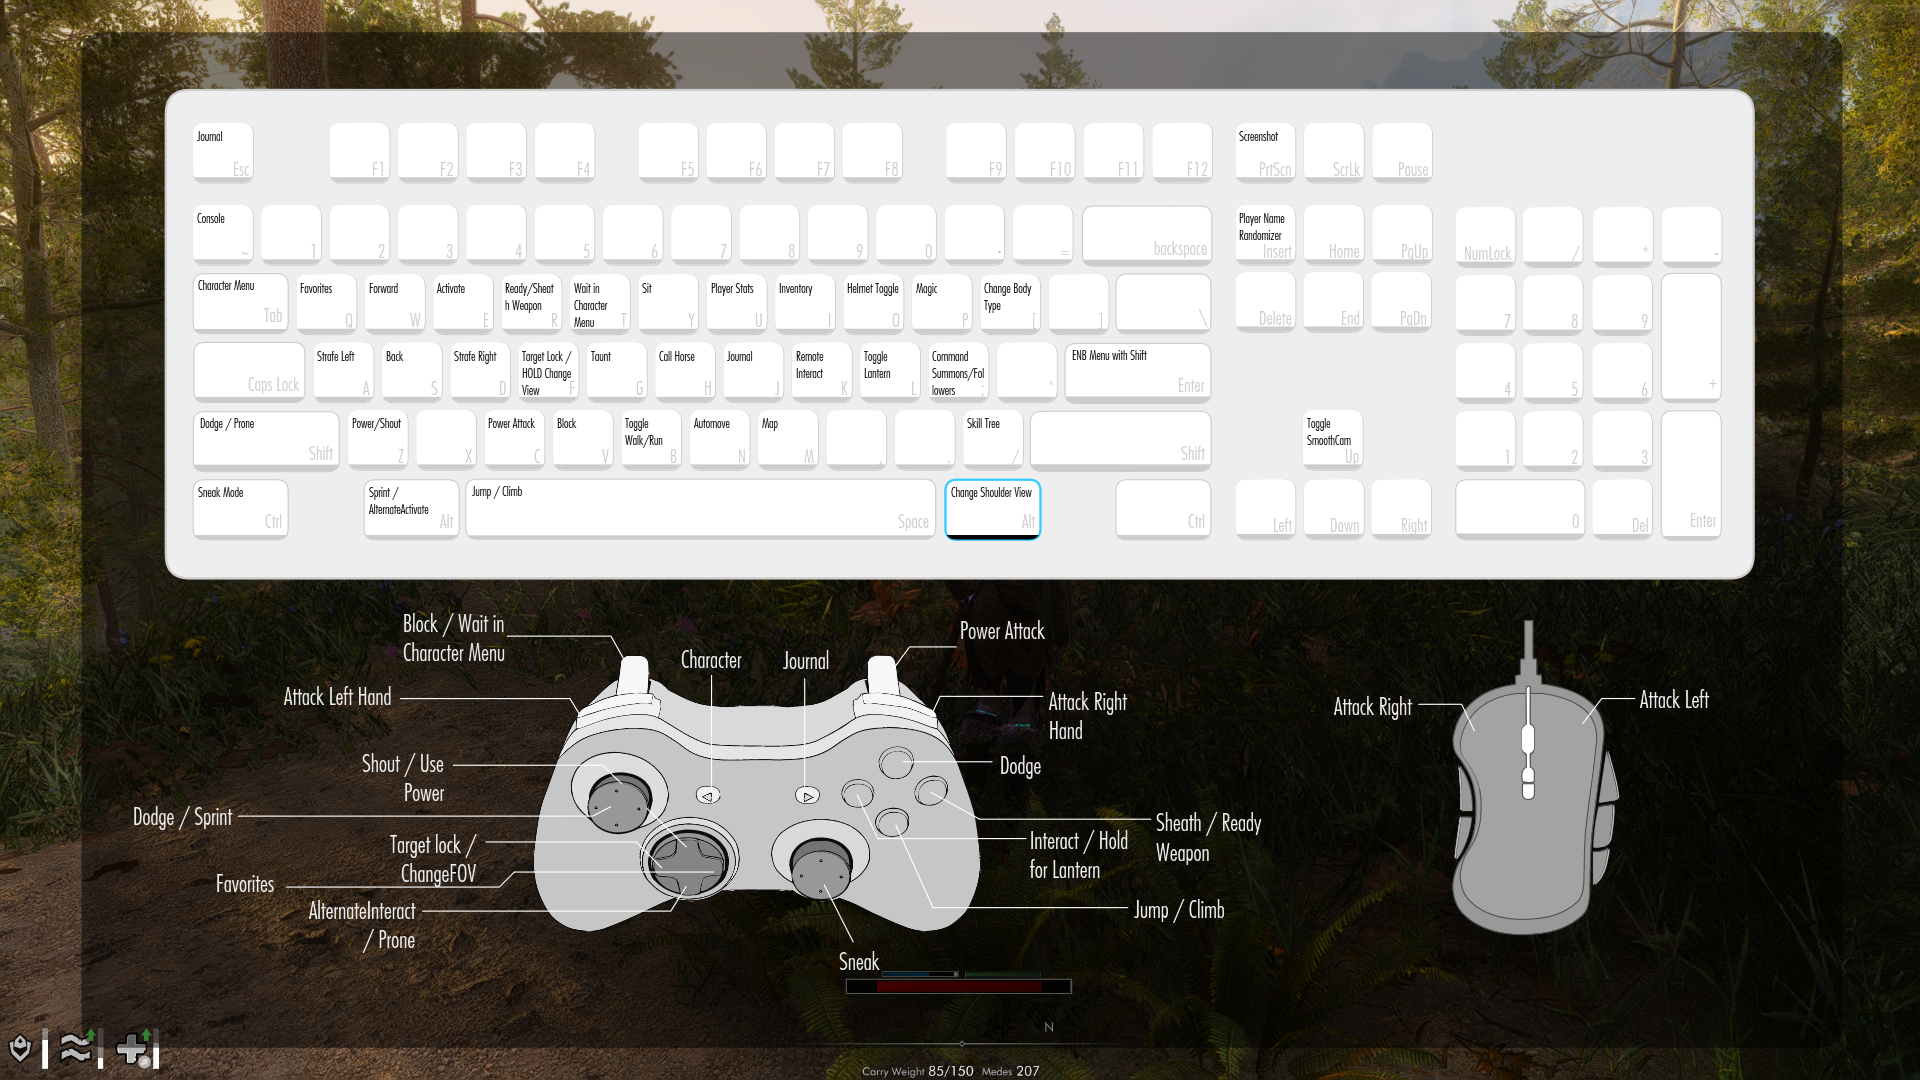 Journal
Esc
F1
F2
F3
F4
F5
F6
F7
F8
F9
F10
F11
F12
Screenshot
PrtScn
ScrLk
Pause
Console
~
1
2
3
4
5
6
7
8
9
0
-
=
backspace
Player Name
Randomizer
Insert
Home
PgUp
NumLock
/
*
-
Character Menu
Tab
Favorites
Q
Forward
W
Activate
E
Ready/Sheat
h Weapon
R
Wait in
Character
Menu
T
Sit
Y
Player Stats
U
Inventory
I
Helmet Toggle
O
Magic
P
Change Body
Type
[
]
\
Delete
End
PgDn
7
8
9
+
Caps Lock
Strafe Left
A
Back
S
Strafe Right
D
Target Lock /
HOLD Change
View
F
Taunt
G
Call Horse
H
Journal
J
Remote
Interact
K
Toggle
Lantern
L
Command
Summons/Fol
lowers
;
'
ENB Menu with Shift
Enter
4
5
6
Dodge / Prone
Shift
Power/Shout
Z
X
Power Attack
C
Block
V
Toggle
Walk/Run
B
Automove
N
Map
M
,
.
Skill Tree
/
Shift
Toggle
SmoothCam
Up
1
2
3
Enter
Sneak Mode
Ctrl
Sprint /
AlternateActivate
Alt
Jump / Climb
Space
Change Shoulder View
Alt
Ctrl
Left
Down
Right
0
Del
Block / Wait in
Character Menu
Character
Journal
Power Attack
Attack Left Hand
Attack Right
Hand
Shout / Use
Power
Dodge
Dodge / Sprint
Sheath / Ready
Weapon
Target lock /
ChangeFOV
Interact / Hold
for Lantern
Favorites
AlternateInteract
/ Prone
Jump / Climb
Sneak
Attack Right
Attack Left
N
Carry Weight 85/150 Medes 207